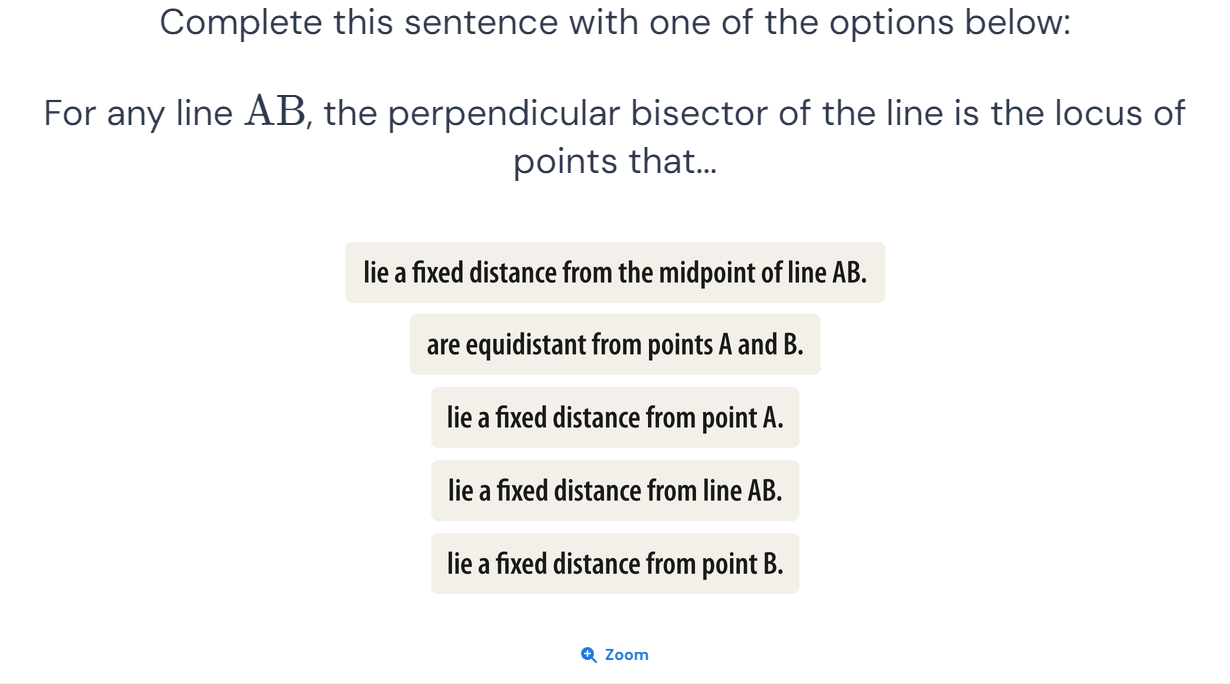 Complete this sentence with one of the options below:
For any line AB, the perpendicular bisector of the line is the locus of
points that...
lie a fixed distance from the midpoint of line AB.
are equidistant from points A and B.
lie a fixed distance from point A.
lie a fixed distance from line AB.
lie a fixed distance from point B.
Zoom